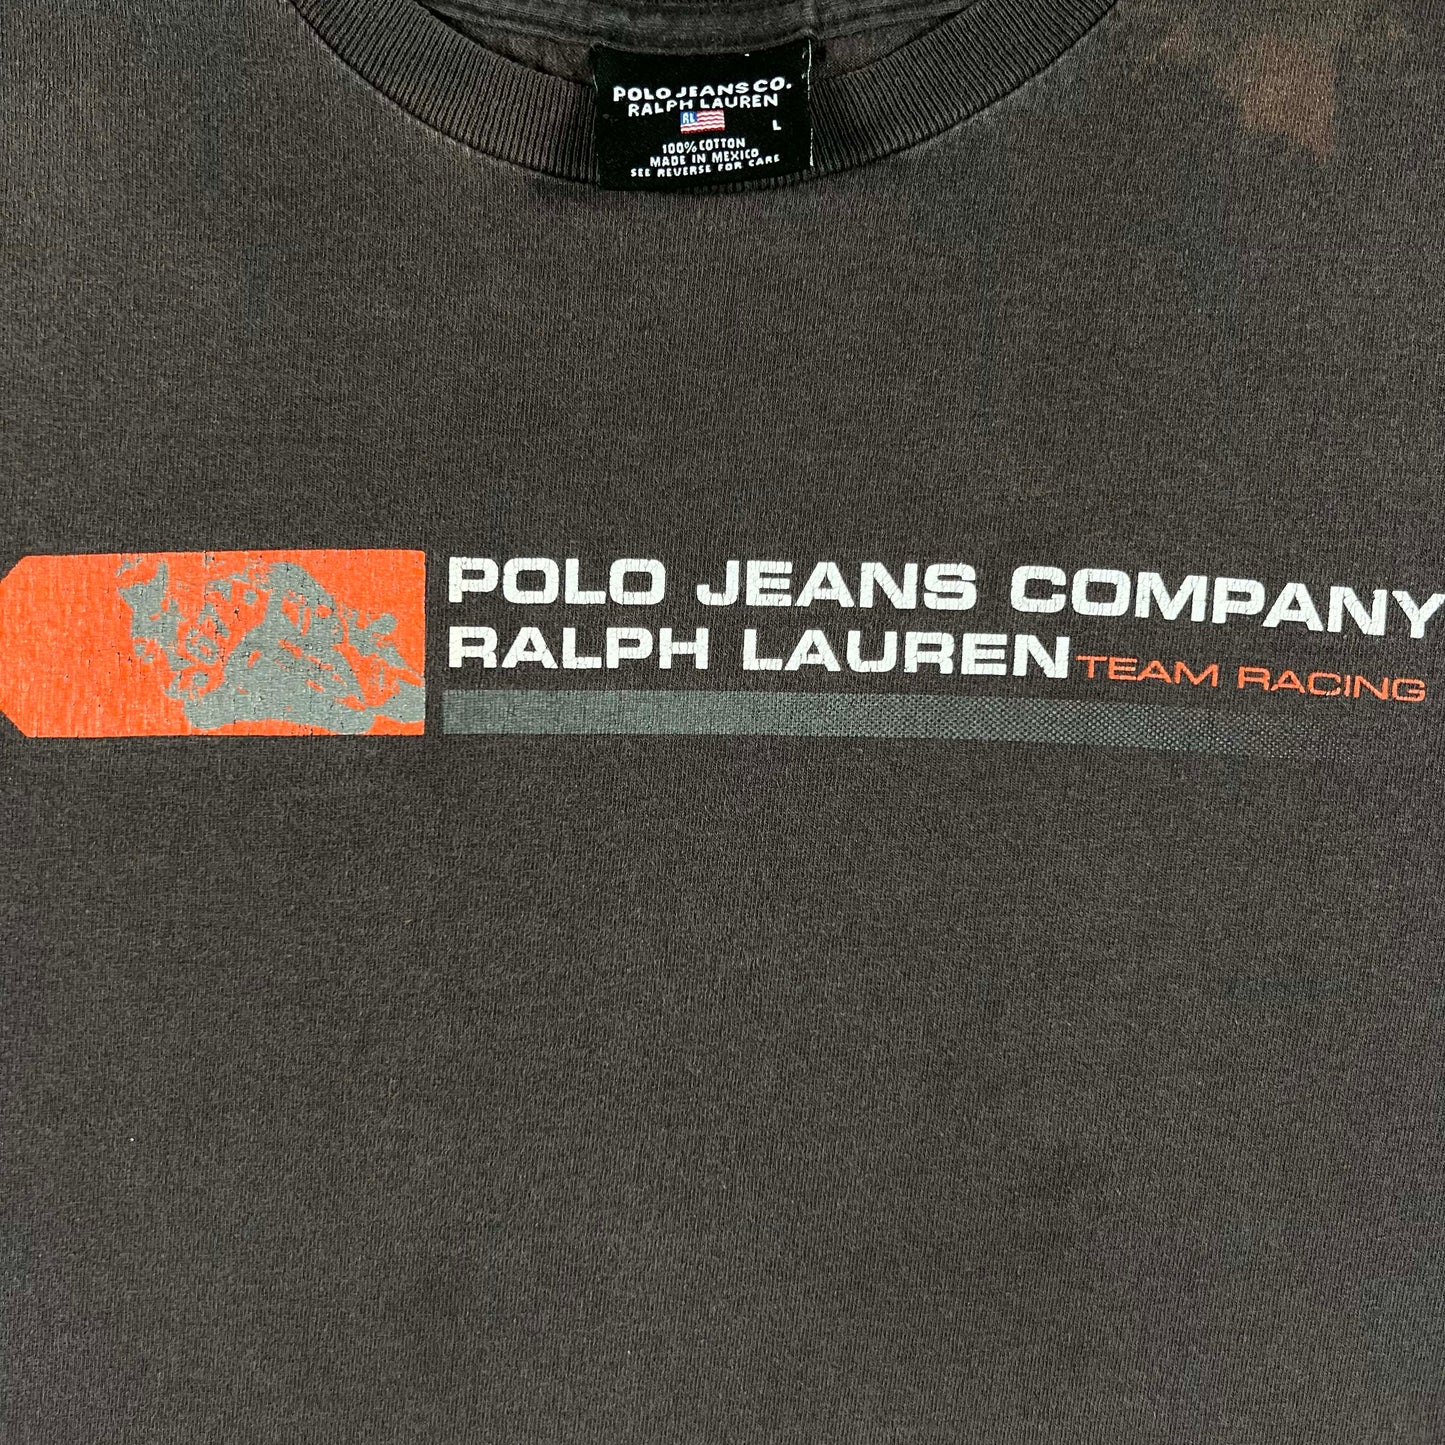 POLO JEANS CO.
RALPH LAUREN
RL
L
100% COTTON
MADE IN MEXICO
SEE REVERSE FOR CARE
POLO JEANS COMPANY
RALPH LAUREN TEAM RACING